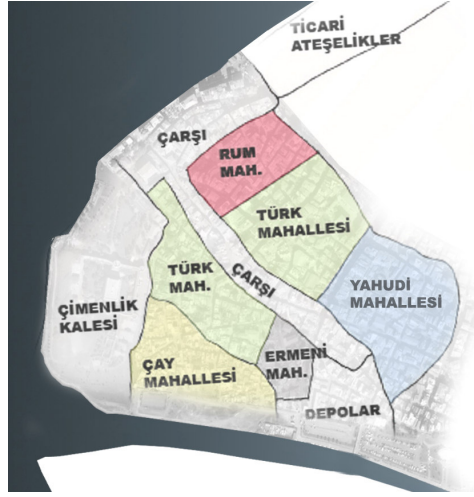 TİCARİ
ATEŞELİKLER
ÇARŞI
RUM
MAH.
TÜRK
MAHALLESİ
TÜRK
MAH.
ÇARŞI
YAHUDİ
MAHALLESİ
ÇİMENLİK
KALESİ
ÇAY
MAHALLESİ
ERMENİ
MAH.
DEPOLAR